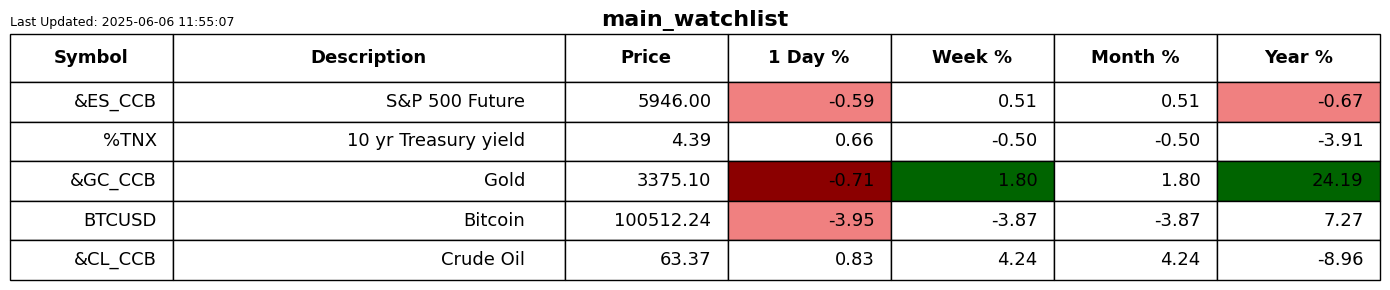 Last Updated: 2025-06-06 11:55:07
main_watchlist
Symbol Description Price 1 Day % Week % Month % Year %
&ES_CCB S&P 500 Future 5946.00 -0.59 0.51 0.51 -0.67
%TNX 10 yr Treasury yield 4.39 0.66 -0.50 -0.50 -3.91
&GC_CCB Gold 3375.10 -0.71 1.80 1.80 24.19
BTCUSD Bitcoin 100512.24 -3.95 -3.87 -3.87 7.27
&CL_CCB Crude Oil 63.37 0.83 4.24 4.24 -8.96